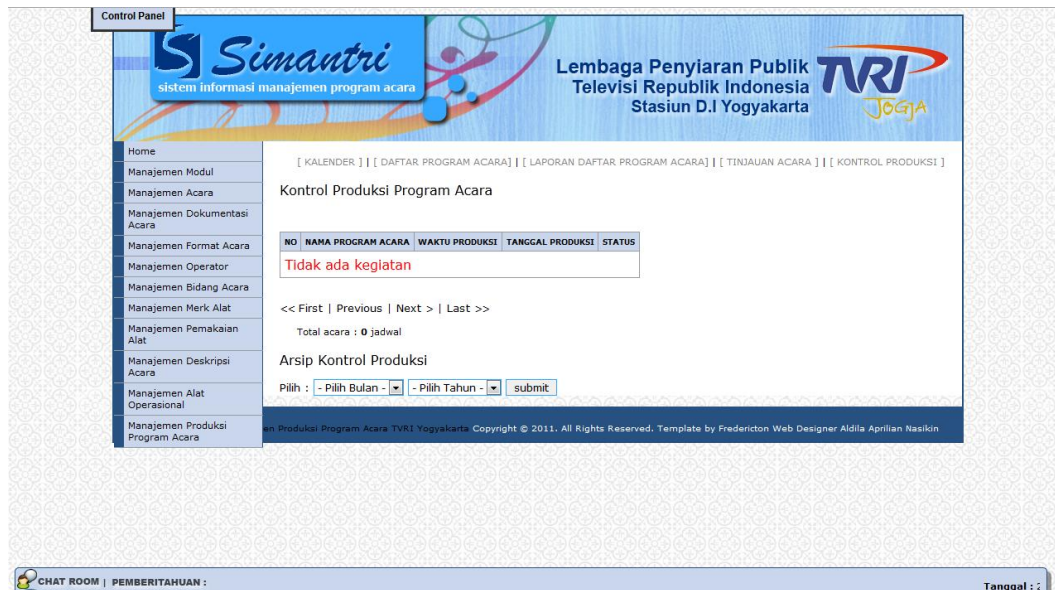 Control Panel
Simantri
sistem informasi manajemen program acara
Lembaga Penyiaran Publik
Televisi Republik Indonesia
Stasiun D.I Yogyakarta
TVRI
JOGJA
Home
Manajemen Modul
Manajemen Acara
Manajemen Dokumentasi
Acara
Manajemen Format Acara
Manajemen Operator
Manajemen Bidang Acara
Manajemen Merk Alat
Manajemen Pemakaian
Alat
Manajemen Deskripsi
Acara
Manajemen Alat
Operasional
Manajemen Produksi
Program Acara
[ KALENDER ] | [ DAFTAR PROGRAM ACARA] | [ LAPORAN DAFTAR PROGRAM ACARA] | [ TINJAUAN ACARA ] | [ KONTROL PRODUKSI ]
Kontrol Produksi Program Acara
NO NAMA PROGRAM ACARA WAKTU PRODUKSI TANGGAL PRODUKSI STATUS
Tidak ada kegiatan
<< First | Previous | Next > | Last >>
Total acara : 0 jadwal
Arsip Kontrol Produksi
Pilih : - Pilih Bulan - - Pilih Tahun - submit
en Produksi Program Acara TVRI Yogyakarta Copyright © 2011. All Rights Reserved. Template by Fredericton Web Designer Aldila Aprilian Nasikin
CHAT ROOM | PEMBERITAHUAN :
Tanggal :